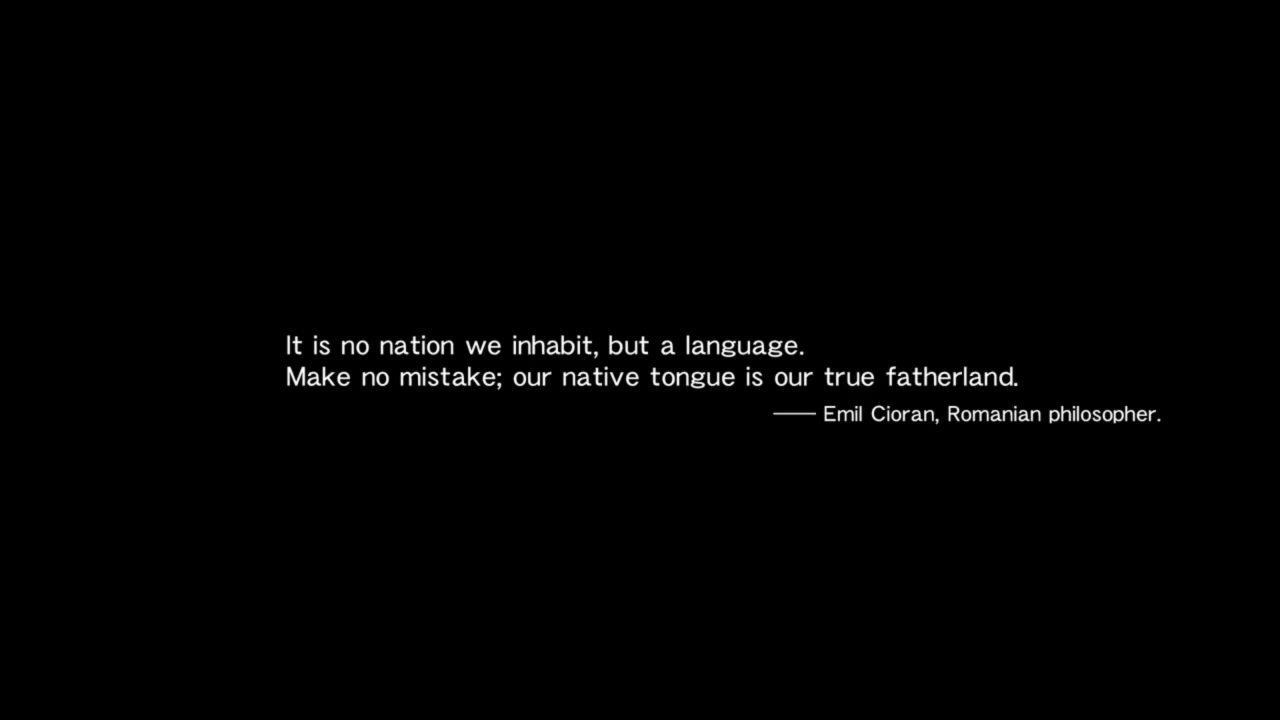 It is no nation we inhabit, but a language.
Make no mistake; our native tongue is our true fatherland.
—— Emil Cioran, Romanian philosopher.